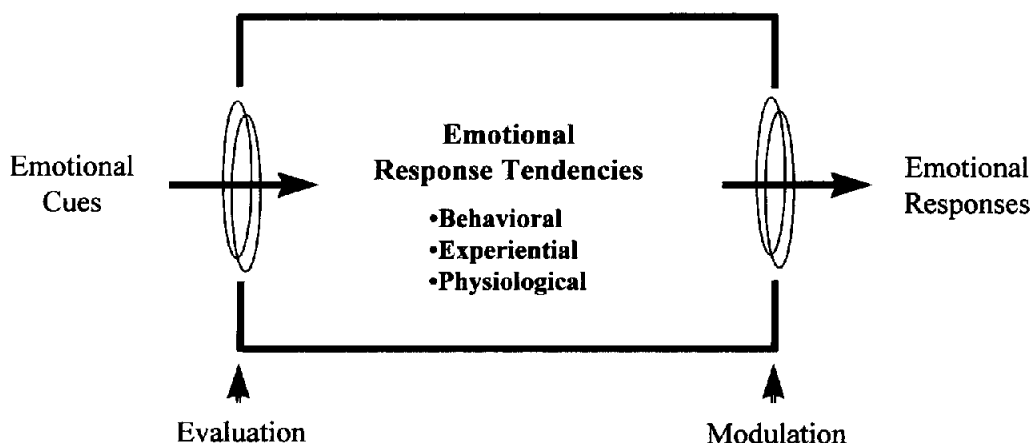 Emotional
Cues
Emotional
Response Tendencies
•Behavioral
•Experiential
•Physiological
Emotional
Responses
Evaluation
Modulation